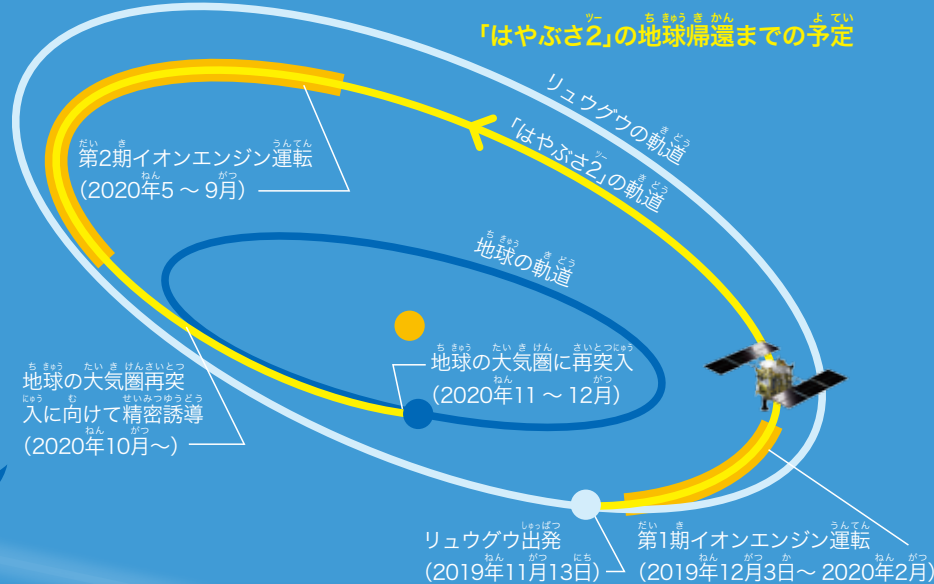 「はやぶさ2」の地球帰還までの予定
リュウグウの軌道
「はやぶさ2」の軌道
第2期イオンエンジン運転
(2020年5～9月)
地球の軌道
地球の大気圏に再突入
(2020年11～12月)
地球の大気圏再突
入に向けて精密誘導
(2020年10月～)
リュウグウ出発
(2019年11月13日)
第1期イオンエンジン運転
(2019年12月3日～2020年2月)